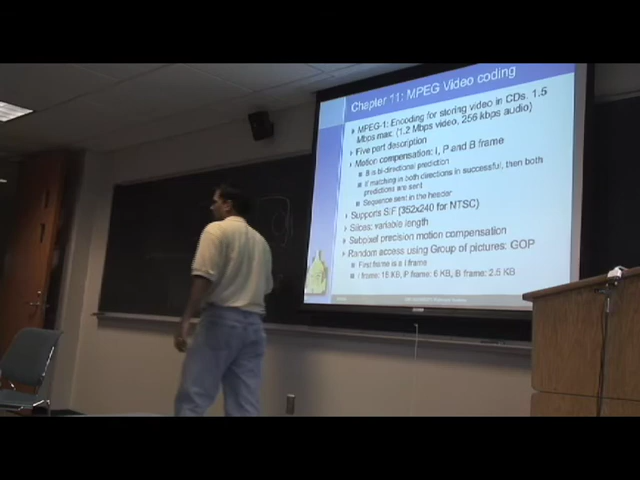 Chapter 11: MPEG Video coding
MPEG-1: Encoding for storing video in CDs. 1.5
Mbps max: (1.2 Mbps video, 256 kbps audio)
Five part description
Motion compensation: I, P and B frame
B is bi-directional prediction
If matching in both directions in successful, then both
predictions are sent
Sequence sent in the header
Supports SIF (352x240 for NTSC)
Slices: variable length
Subpixel precision motion compensation
Random access using Group of pictures: GOP
First frame is a I frame
I frame: 18 KB, P frame: 6 KB, B frame: 2.5 KB